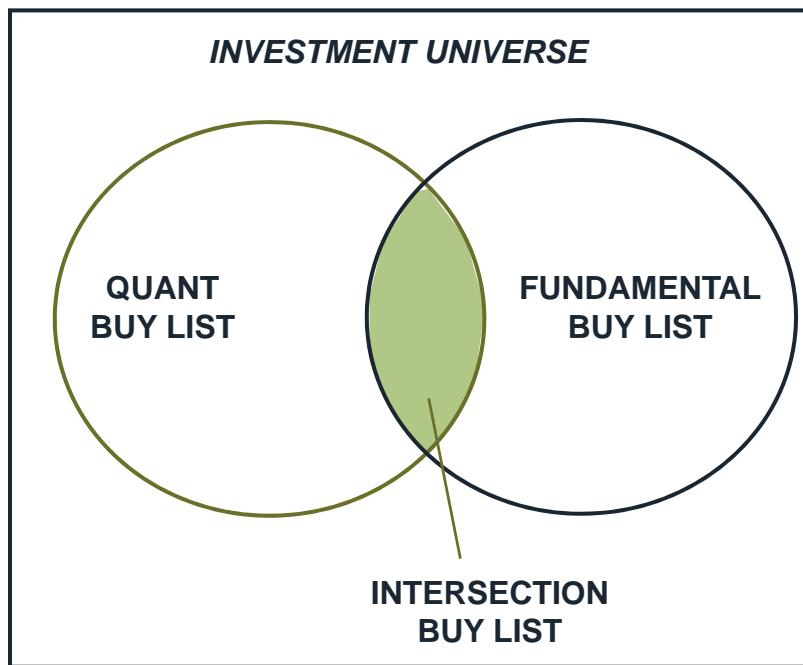 INVESTMENT UNIVERSE
QUANT
BUY LIST
FUNDAMENTAL
BUY LIST
INTERSECTION
BUY LIST